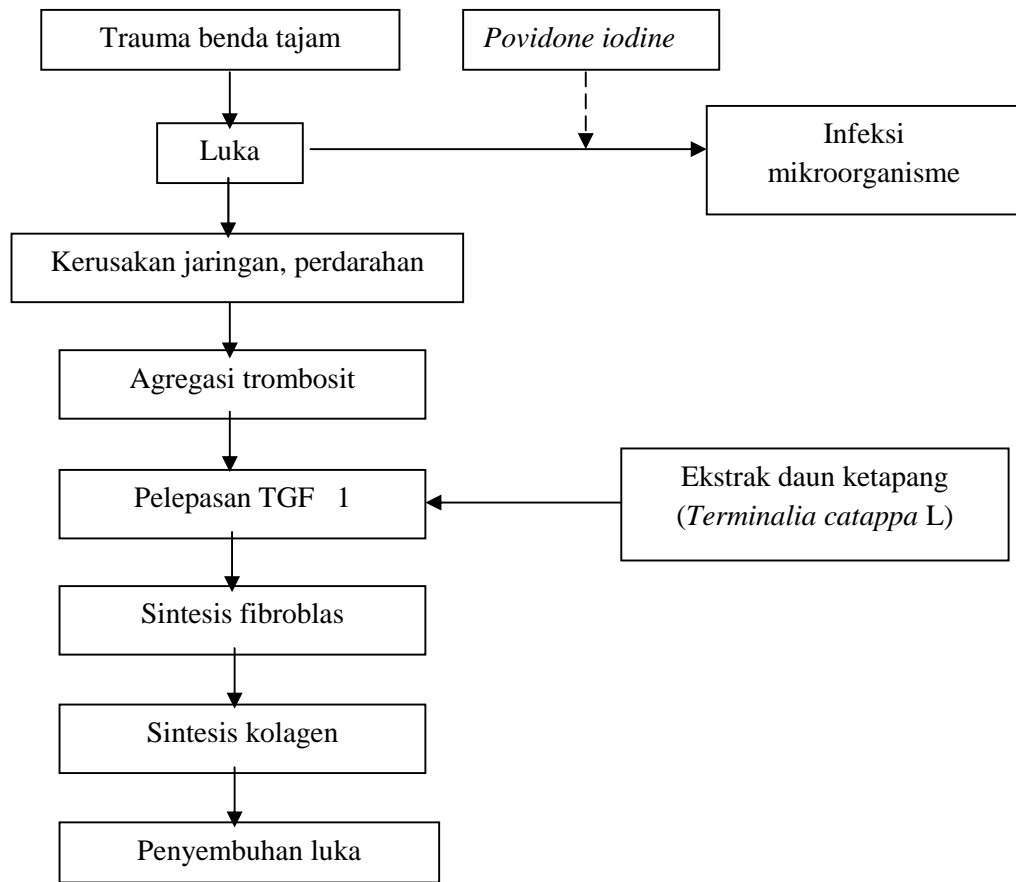 Trauma benda tajam
Povidone iodine
Luka
Infeksi
mikroorganisme
Kerusakan jaringan, perdarahan
Agregasi trombosit
Pelepasan TGF 1
Ekstrak daun ketapang
(Terminalia catappa L)
Sintesis fibroblas
Sintesis kolagen
Penyembuhan luka